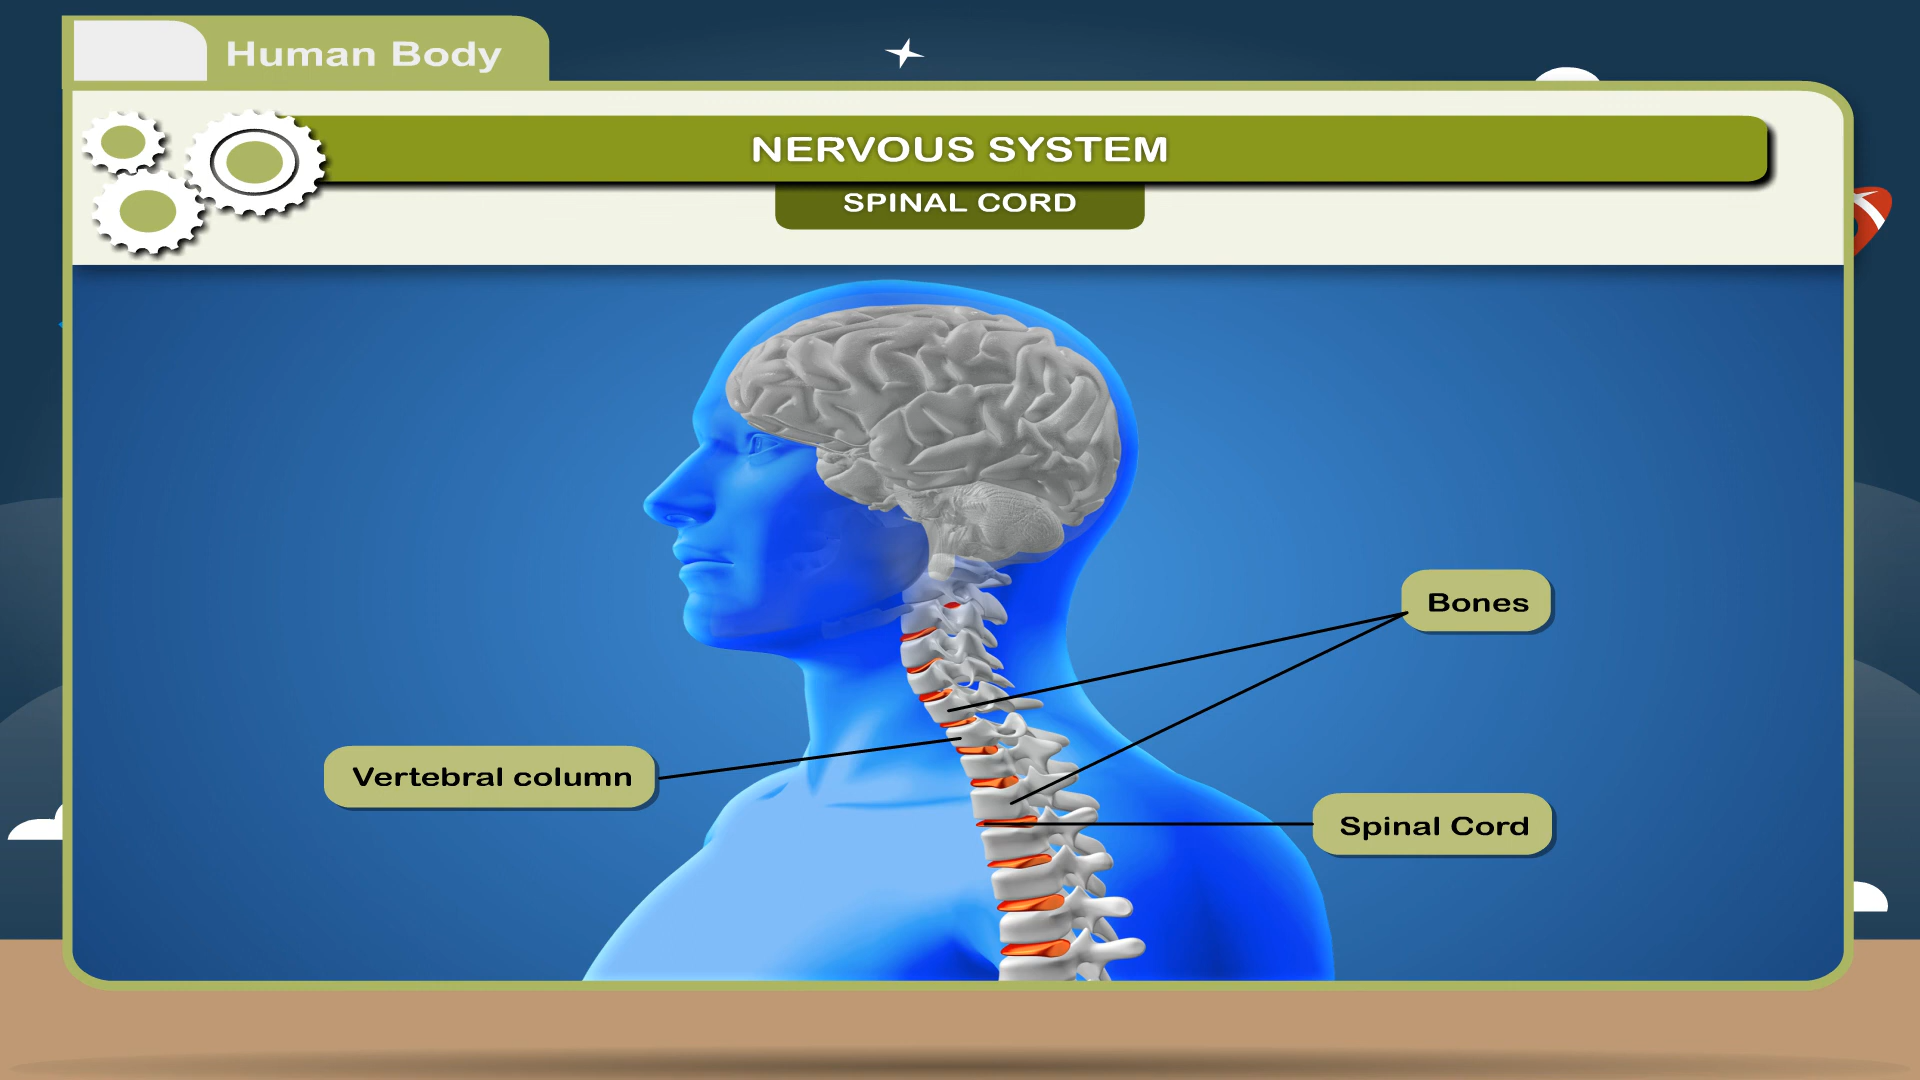 Human Body
NERVOUS SYSTEM
SPINAL CORD
Bones
Vertebral column
Spinal Cord